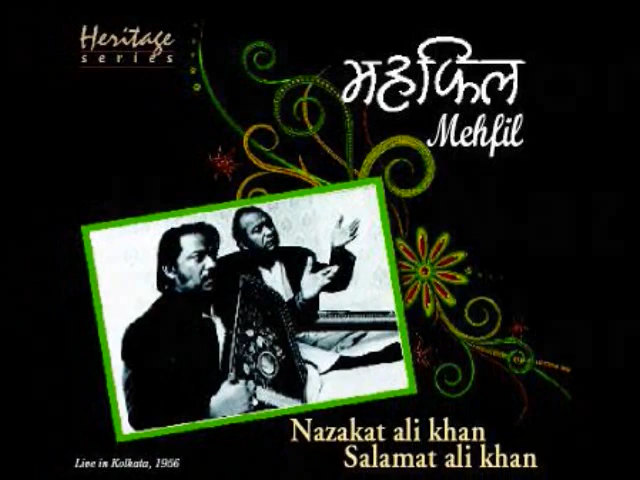 Heritage
series
महफिल
Mehfil
Nazakat ali khan
Salamat ali khan
Live in Kolkata, 1956